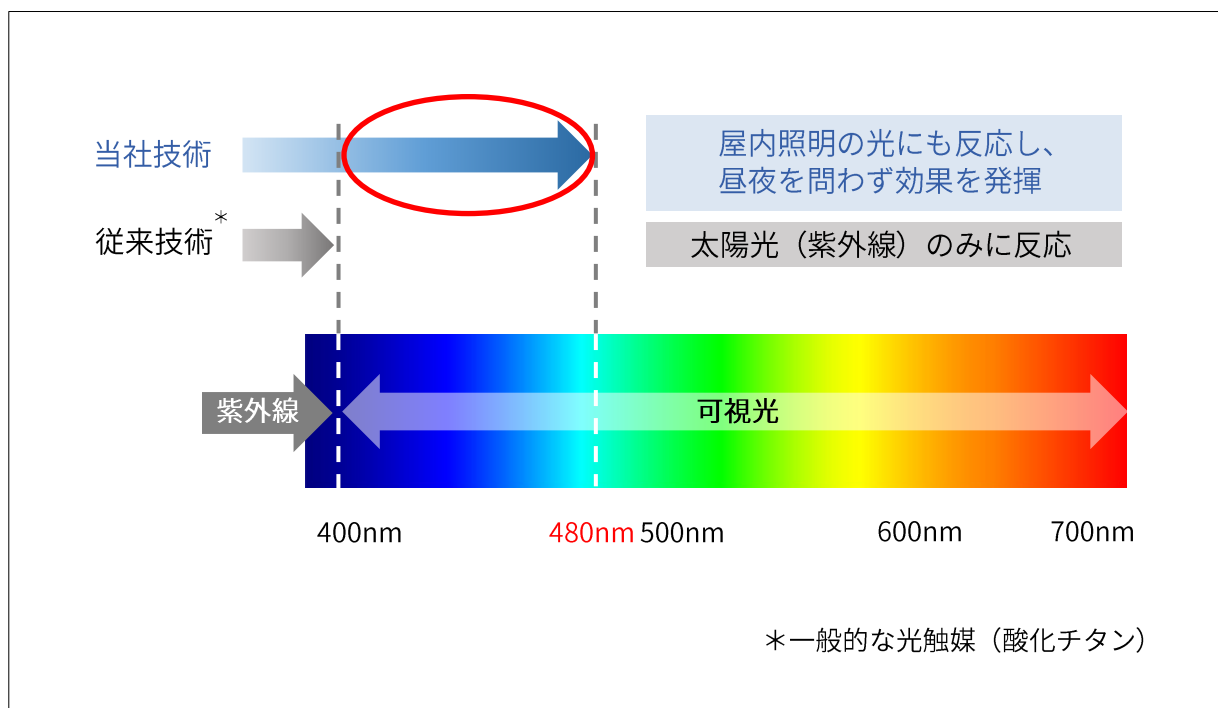 当社技術
屋内照明の光にも反応し、
昼夜を問わず効果を発揮
従来技術＊
太陽光（紫外線）のみに反応
紫外線
可視光
400nm
480nm
500nm
600nm
700nm
＊一般的な光触媒（酸化チタン）